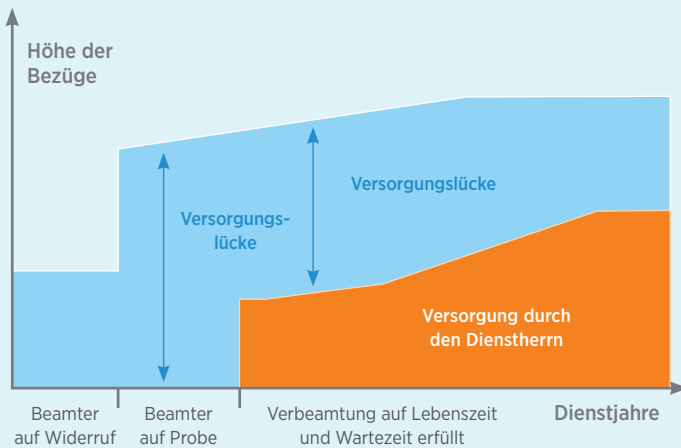 Höhe der
Bezüge
Versorgungslücke
Versorgungs-
lücke
Versorgung durch
den Dienstherrn
Beamter
auf Widerruf
Beamter
auf Probe
Verbeamtung auf Lebenszeit
und Wartezeit erfüllt
Dienstjahre